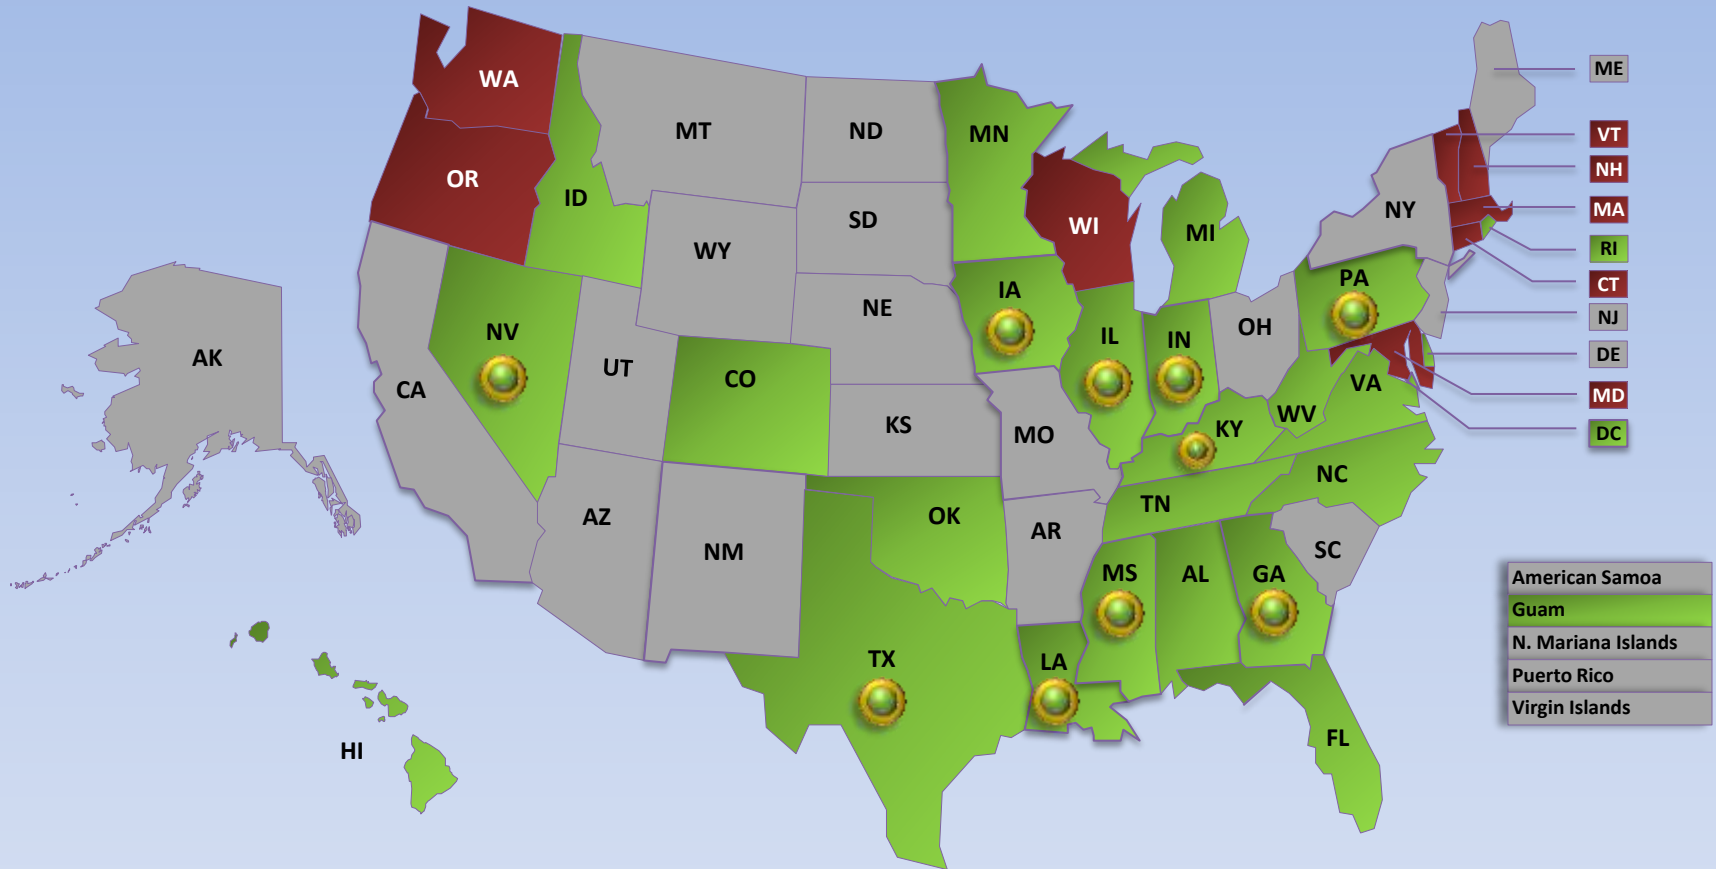 WA
ME
MT
ND
MN
VT
OR
NH
ID
NY
MA
SD
WI
MI
RI
WY
PA
CT
IA
NE
NJ
NV
OH
IL
IN
DE
AK
UT
CO
VA
CA
MD
WV
KS
KY
MO
DC
NC
TN
OK
AZ
AR
NM
SC
MS
AL
GA
American Samoa
Guam
N. Mariana Islands
TX
LA
Puerto Rico
Virgin Islands
FL
HI